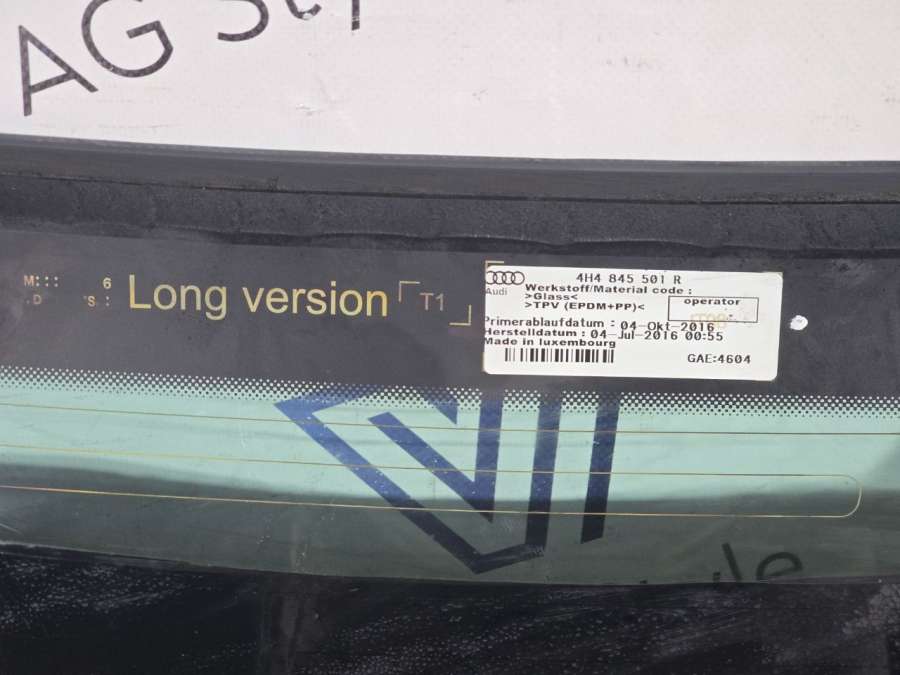 AG
M::: 6
.D "S :
Long version
T1
Audi
4H4 845 501 R
Werkstoff/Material code :
>Glass<
>TPV (EPDM+PP)<
operator
Primerablaufdatum : 04-Okt-2016
Herstelldatum : 04-Jul-2016 00:55
Made in luxembourg
GAE:4604